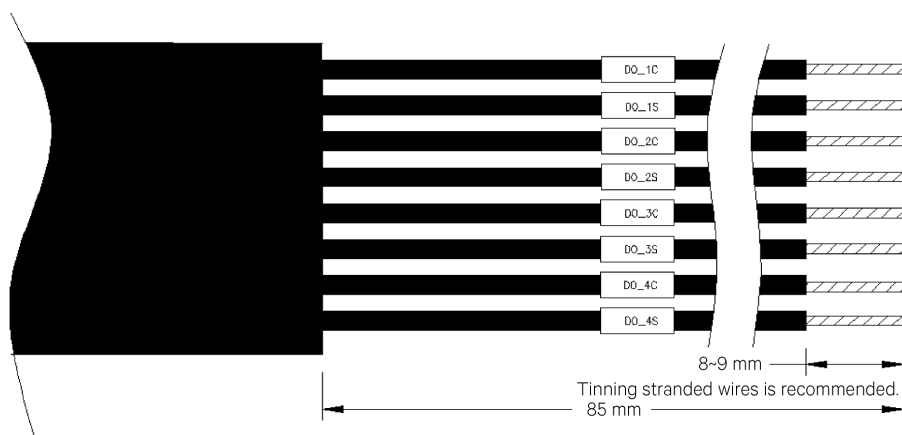 DO_1C
DO_1S
DO_2C
DO_2S
DO_3C
DO_3S
DO_4C
DO_4S
8~9 mm
Tinning stranded wires is recommended.
85 mm